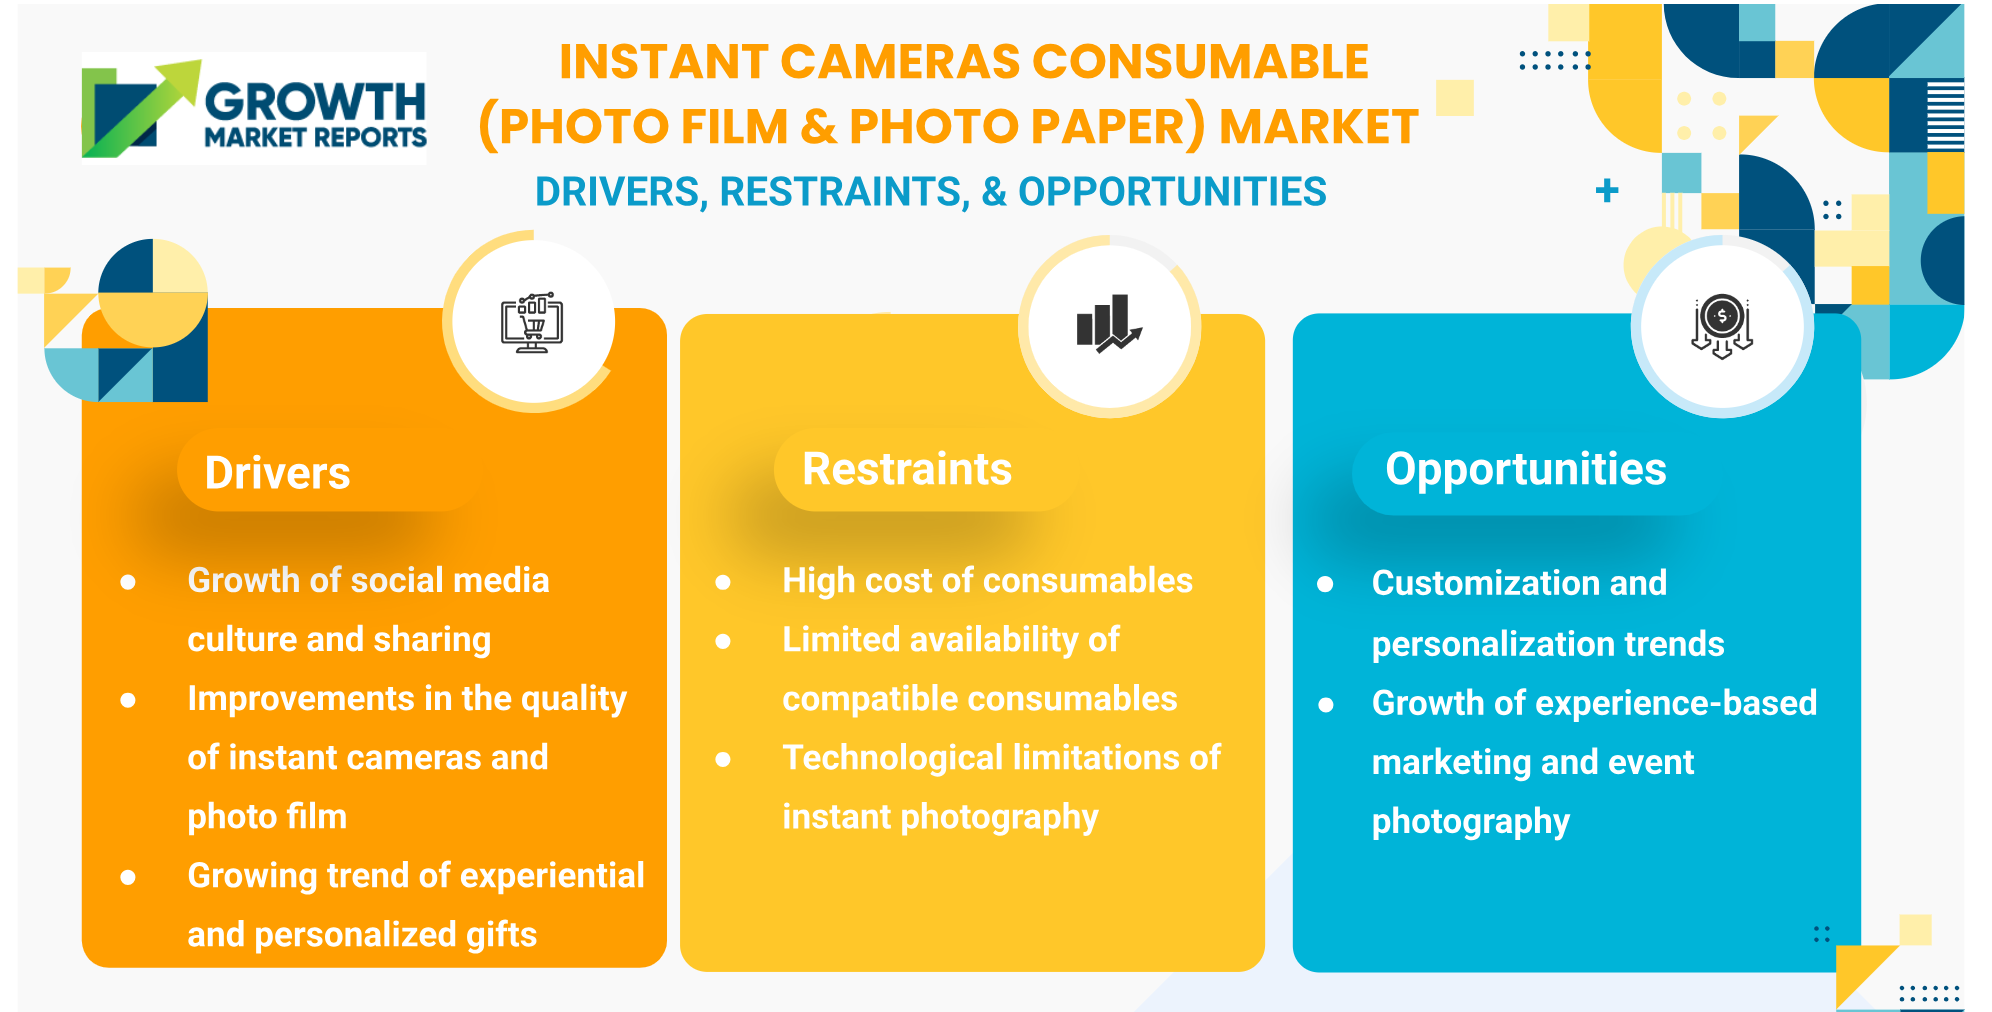 GROWTH
MARKET REPORTS
INSTANT CAMERAS CONSUMABLE
(PHOTO FILM & PHOTO PAPER) MARKET
DRIVERS, RESTRAINTS, & OPPORTUNITIES
Drivers
● Growth of social media
culture and sharing
● Improvements in the quality
of instant cameras and
photo film
● Growing trend of experiential
and personalized gifts
Restraints
● High cost of consumables
● Limited availability of
compatible consumables
● Technological limitations of
instant photography
Opportunities
● Customization and
personalization trends
● Growth of experience-based
marketing and event
photography